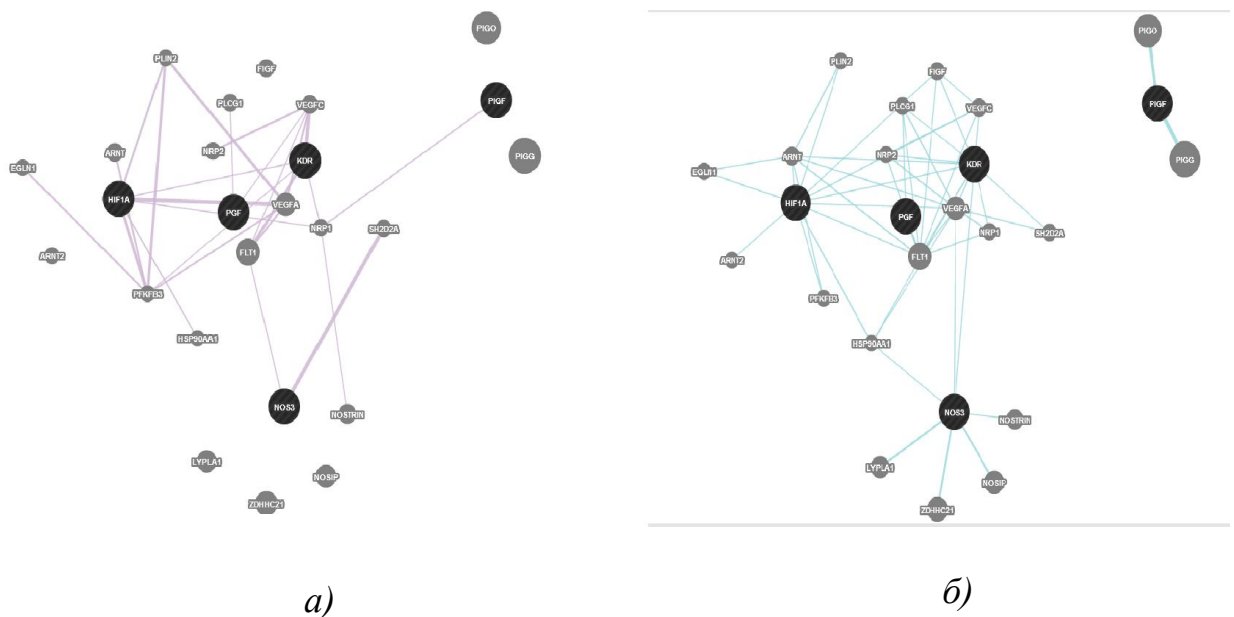 PIGO
PLIN2
FIGF
PIGF
PLCG1
VEGFC
ARNT
NRP2
KDR
PIGG
EGLN1
HIF1A
PGF
VEGFA
NRP1
SH2D2A
ARNT2
FLT1
PFKFB3
HSP90AA1
NOS3
NOSTRIN
LYPLA1
NOSIP
ZDHHC21
а)
PIGO
PLIN2
FIGF
PIGF
PLCG1
VEGFC
ARNT
NRP2
KDR
PIGG
EGLN1
HIF1A
PGF
VEGFA
NRP1
SH2D2A
ARNT2
FLT1
PFKFB3
HSP90AA1
NOS3
NOSTRIN
LYPLA1
NOSIP
ZDHHC21
б)